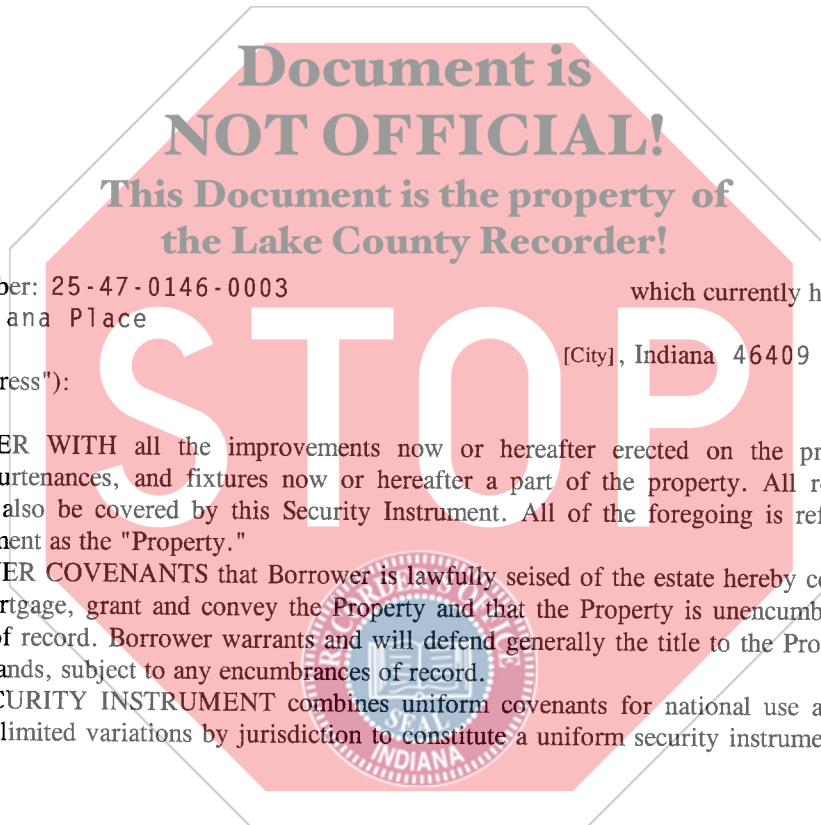 Document is
NOT OFFICIAL!
This Document is the property of
the Lake County Recorder!
ber: 25-47-0146-0003 which currently h
ana Place
[City], Indiana 46409
ress"):
STOP
ER WITH all the improvements now or hereafter erected on the pr
urtenances, and fixtures now or hereafter a part of the property. All r
also be covered by this Security Instrument. All of the foregoing is ref
ment as the "Property."
ER COVENANTS that Borrower is lawfully seised of the estate hereby c
rtgage, grant and convey the Property and that the Property is unencumb
of record. Borrower warrants and will defend generally the title to the Pro
ands, subject to any encumbrances of record.
CURITY INSTRUMENT combines uniform covenants for national use a
limited variations by jurisdiction to constitute a uniform security instrume
RECORDER'S OFFICE
SEAL
INDIANA